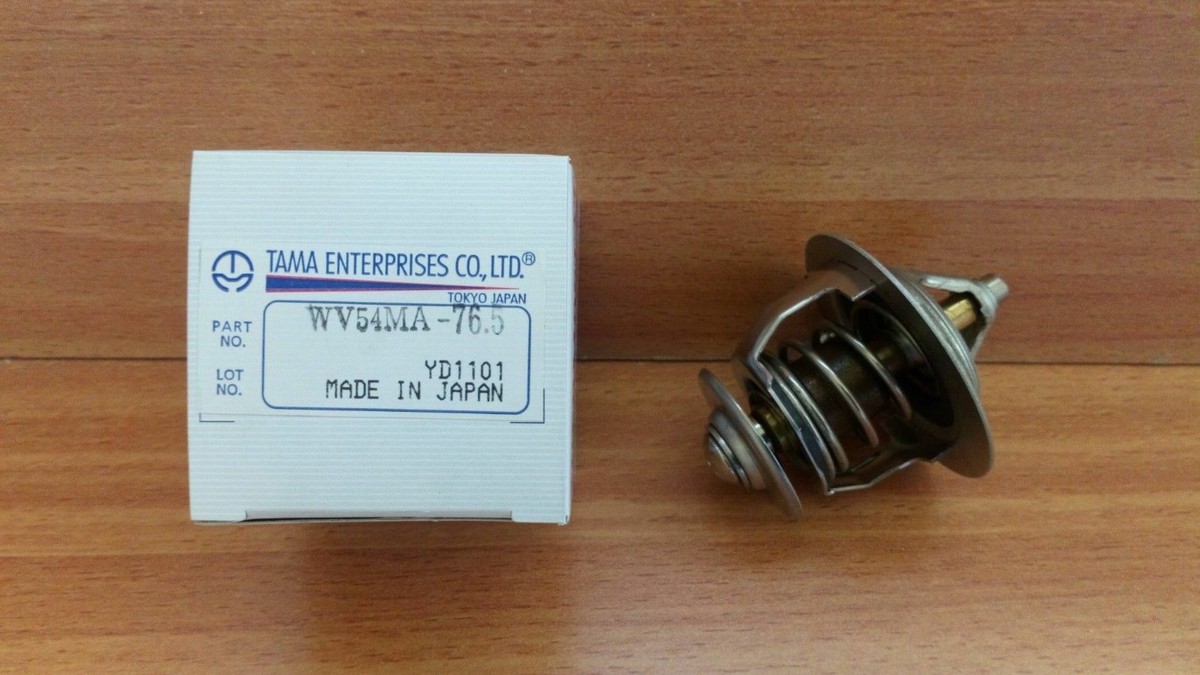 TAMA ENTERPRISES CO., LTD.®
TOKYO JAPAN
PART NO. WV54MA-76.5
LOT NO. YD1101
MADE IN JAPAN